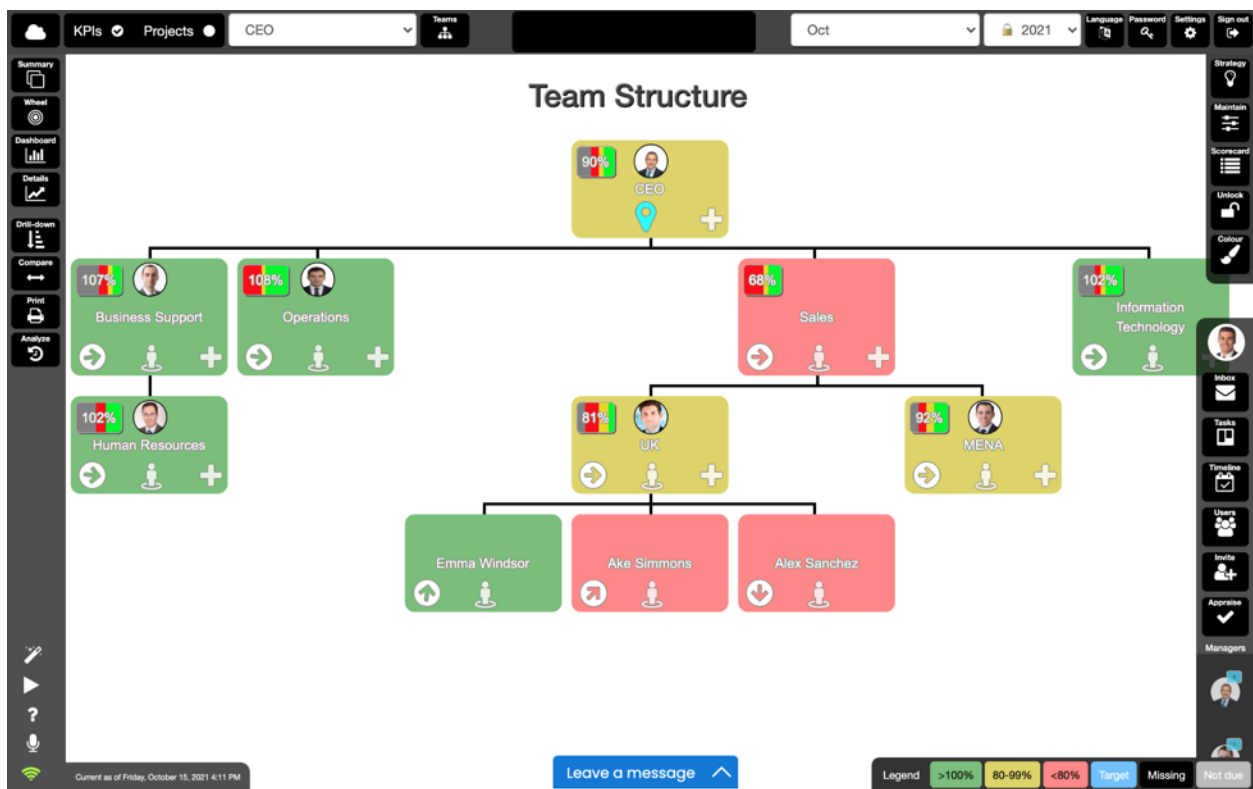 KPIs Projects CEO Teams Oct 2021 Language Password Settings Sign out
Summary
Wheel
Dashboard
Details
Drill-down
Compare
Print
Analyze
Team Structure
90%
CEO
107%
Business Support
108%
Operations
68%
Sales
102%
Information
Technology
102%
Human Resources
81%
UK
92%
MENA
Emma Windsor
Ake Simmons
Alex Sanchez
Strategy
Maintain
Scorecard
Unlock
Colour
Inbox
Tasks
Timeline
Users
Invite
Appraise
Managers
?
Current as of Friday, October 15, 2021 4:11 PM
Leave a message
Legend >100% 80-99% <80% Target Missing Not due